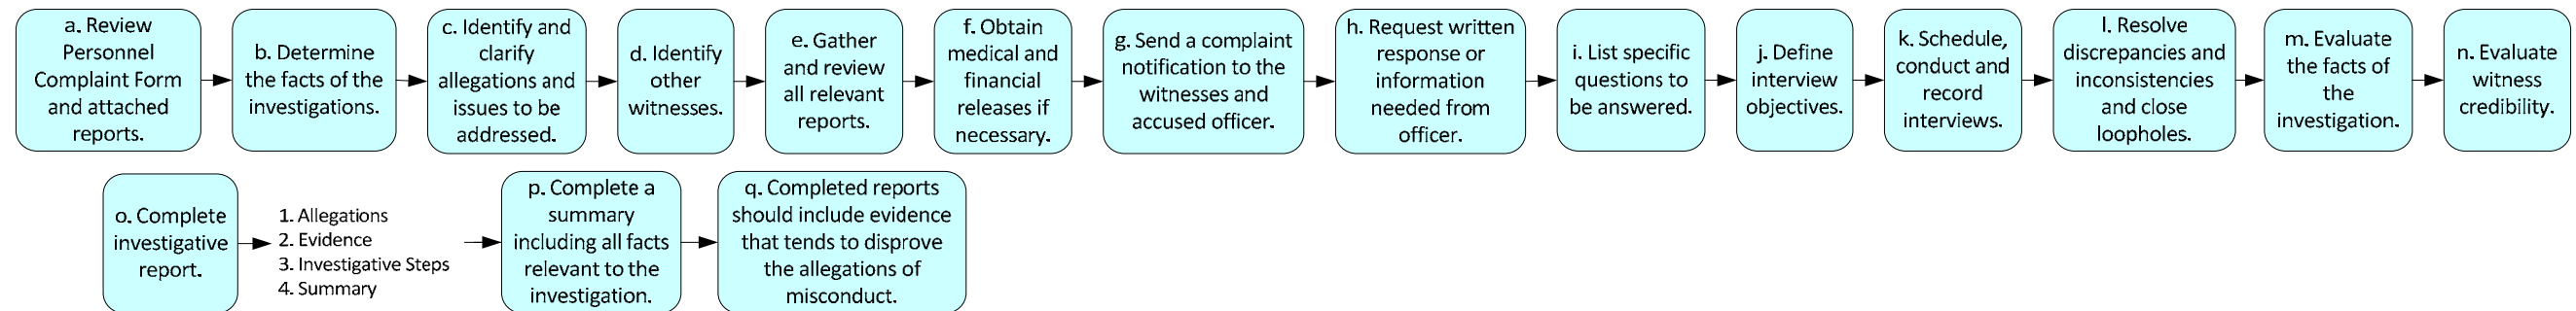 a. Review
Personnel
Complaint Form
and attached
reports.
b. Determine
the facts of the
investigations.
c. Identify and
clarify
allegations and
issues to be
addressed.
d. Identify
other
witnesses.
e. Gather
and review
all relevant
reports.
f. Obtain
medical and
financial
releases if
necessary.
g. Send a complaint
notification to the
witnesses and
accused officer.
h. Request written
response or
information
needed from
officer.
i. List specific
questions to
be answered.
j. Define
interview
objectives.
k. Schedule,
conduct and
record
interviews.
l. Resolve
discrepancies and
inconsistencies
and close
loopholes.
m. Evaluate
the facts of
the
investigation.
n. Evaluate
witness
credibility.
o. Complete
investigative
report.
1. Allegations
2. Evidence
3. Investigative Steps
4. Summary
p. Complete a
summary
including all facts
relevant to the
investigation.
q. Completed reports
should include evidence
that tends to disprove
the allegations of
misconduct.